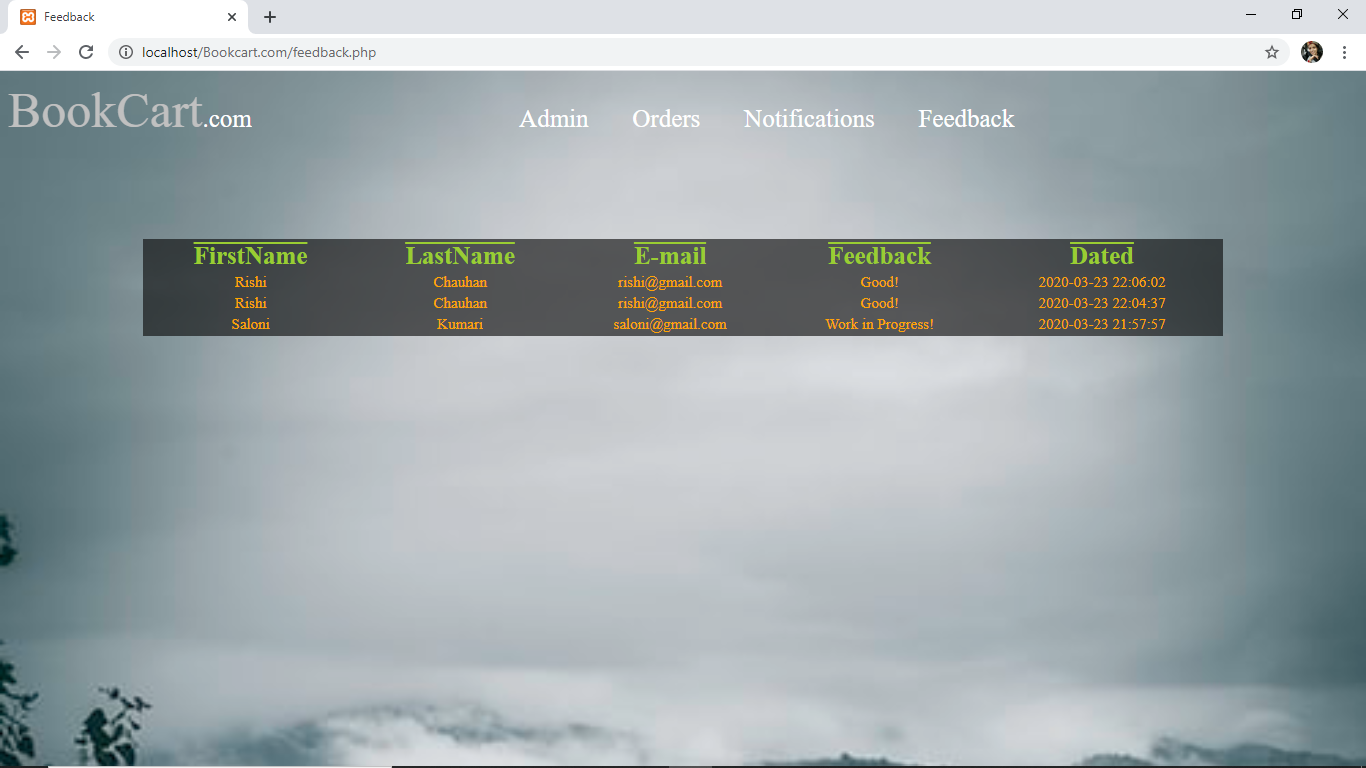 Feedback
localhost/Bookcart.com/feedback.php
BookCart.com Admin Orders Notifications Feedback
FirstName LastName E-mail Feedback Dated
Rishi Chauhan rishi@gmail.com Good! 2020-03-23 22:06:02
Rishi Chauhan rishi@gmail.com Good! 2020-03-23 22:04:37
Saloni Kumari saloni@gmail.com Work in Progress! 2020-03-23 21:57:57